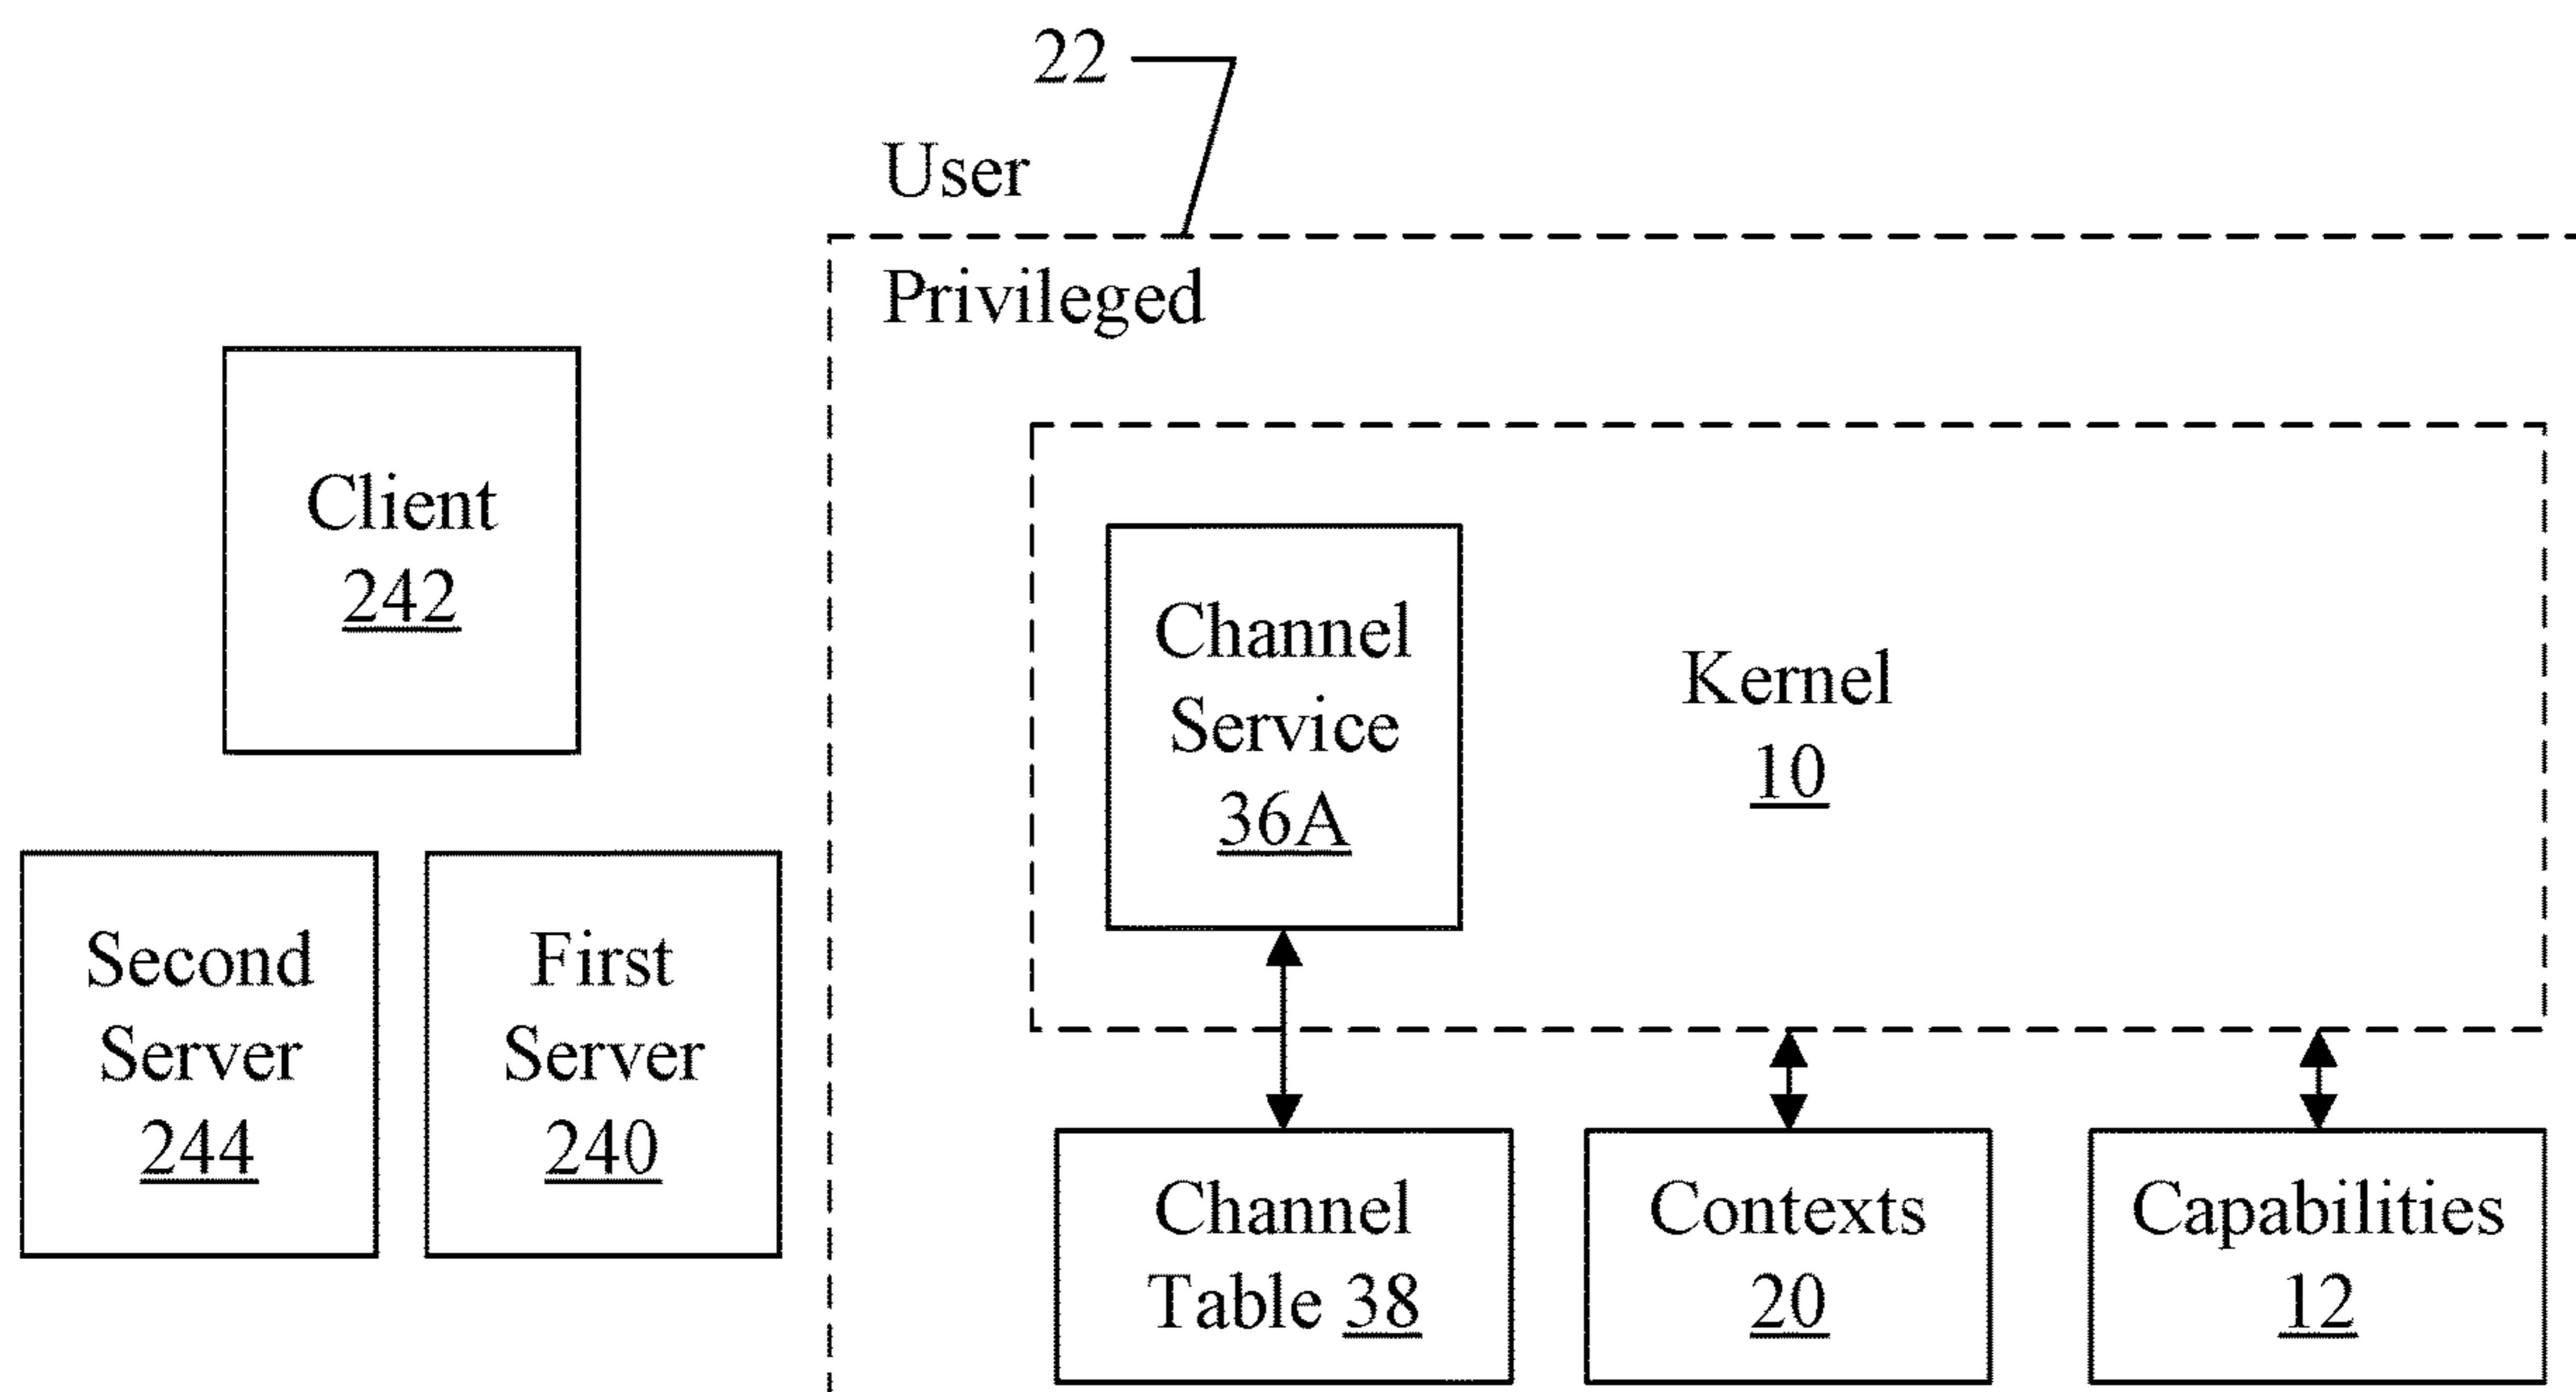 22
User
Privileged
Client
242
Channel
Service
36A
Kernel
10
Second
Server
244
First
Server
240
Channel
Table 38
Contexts
20
Capabilities
12